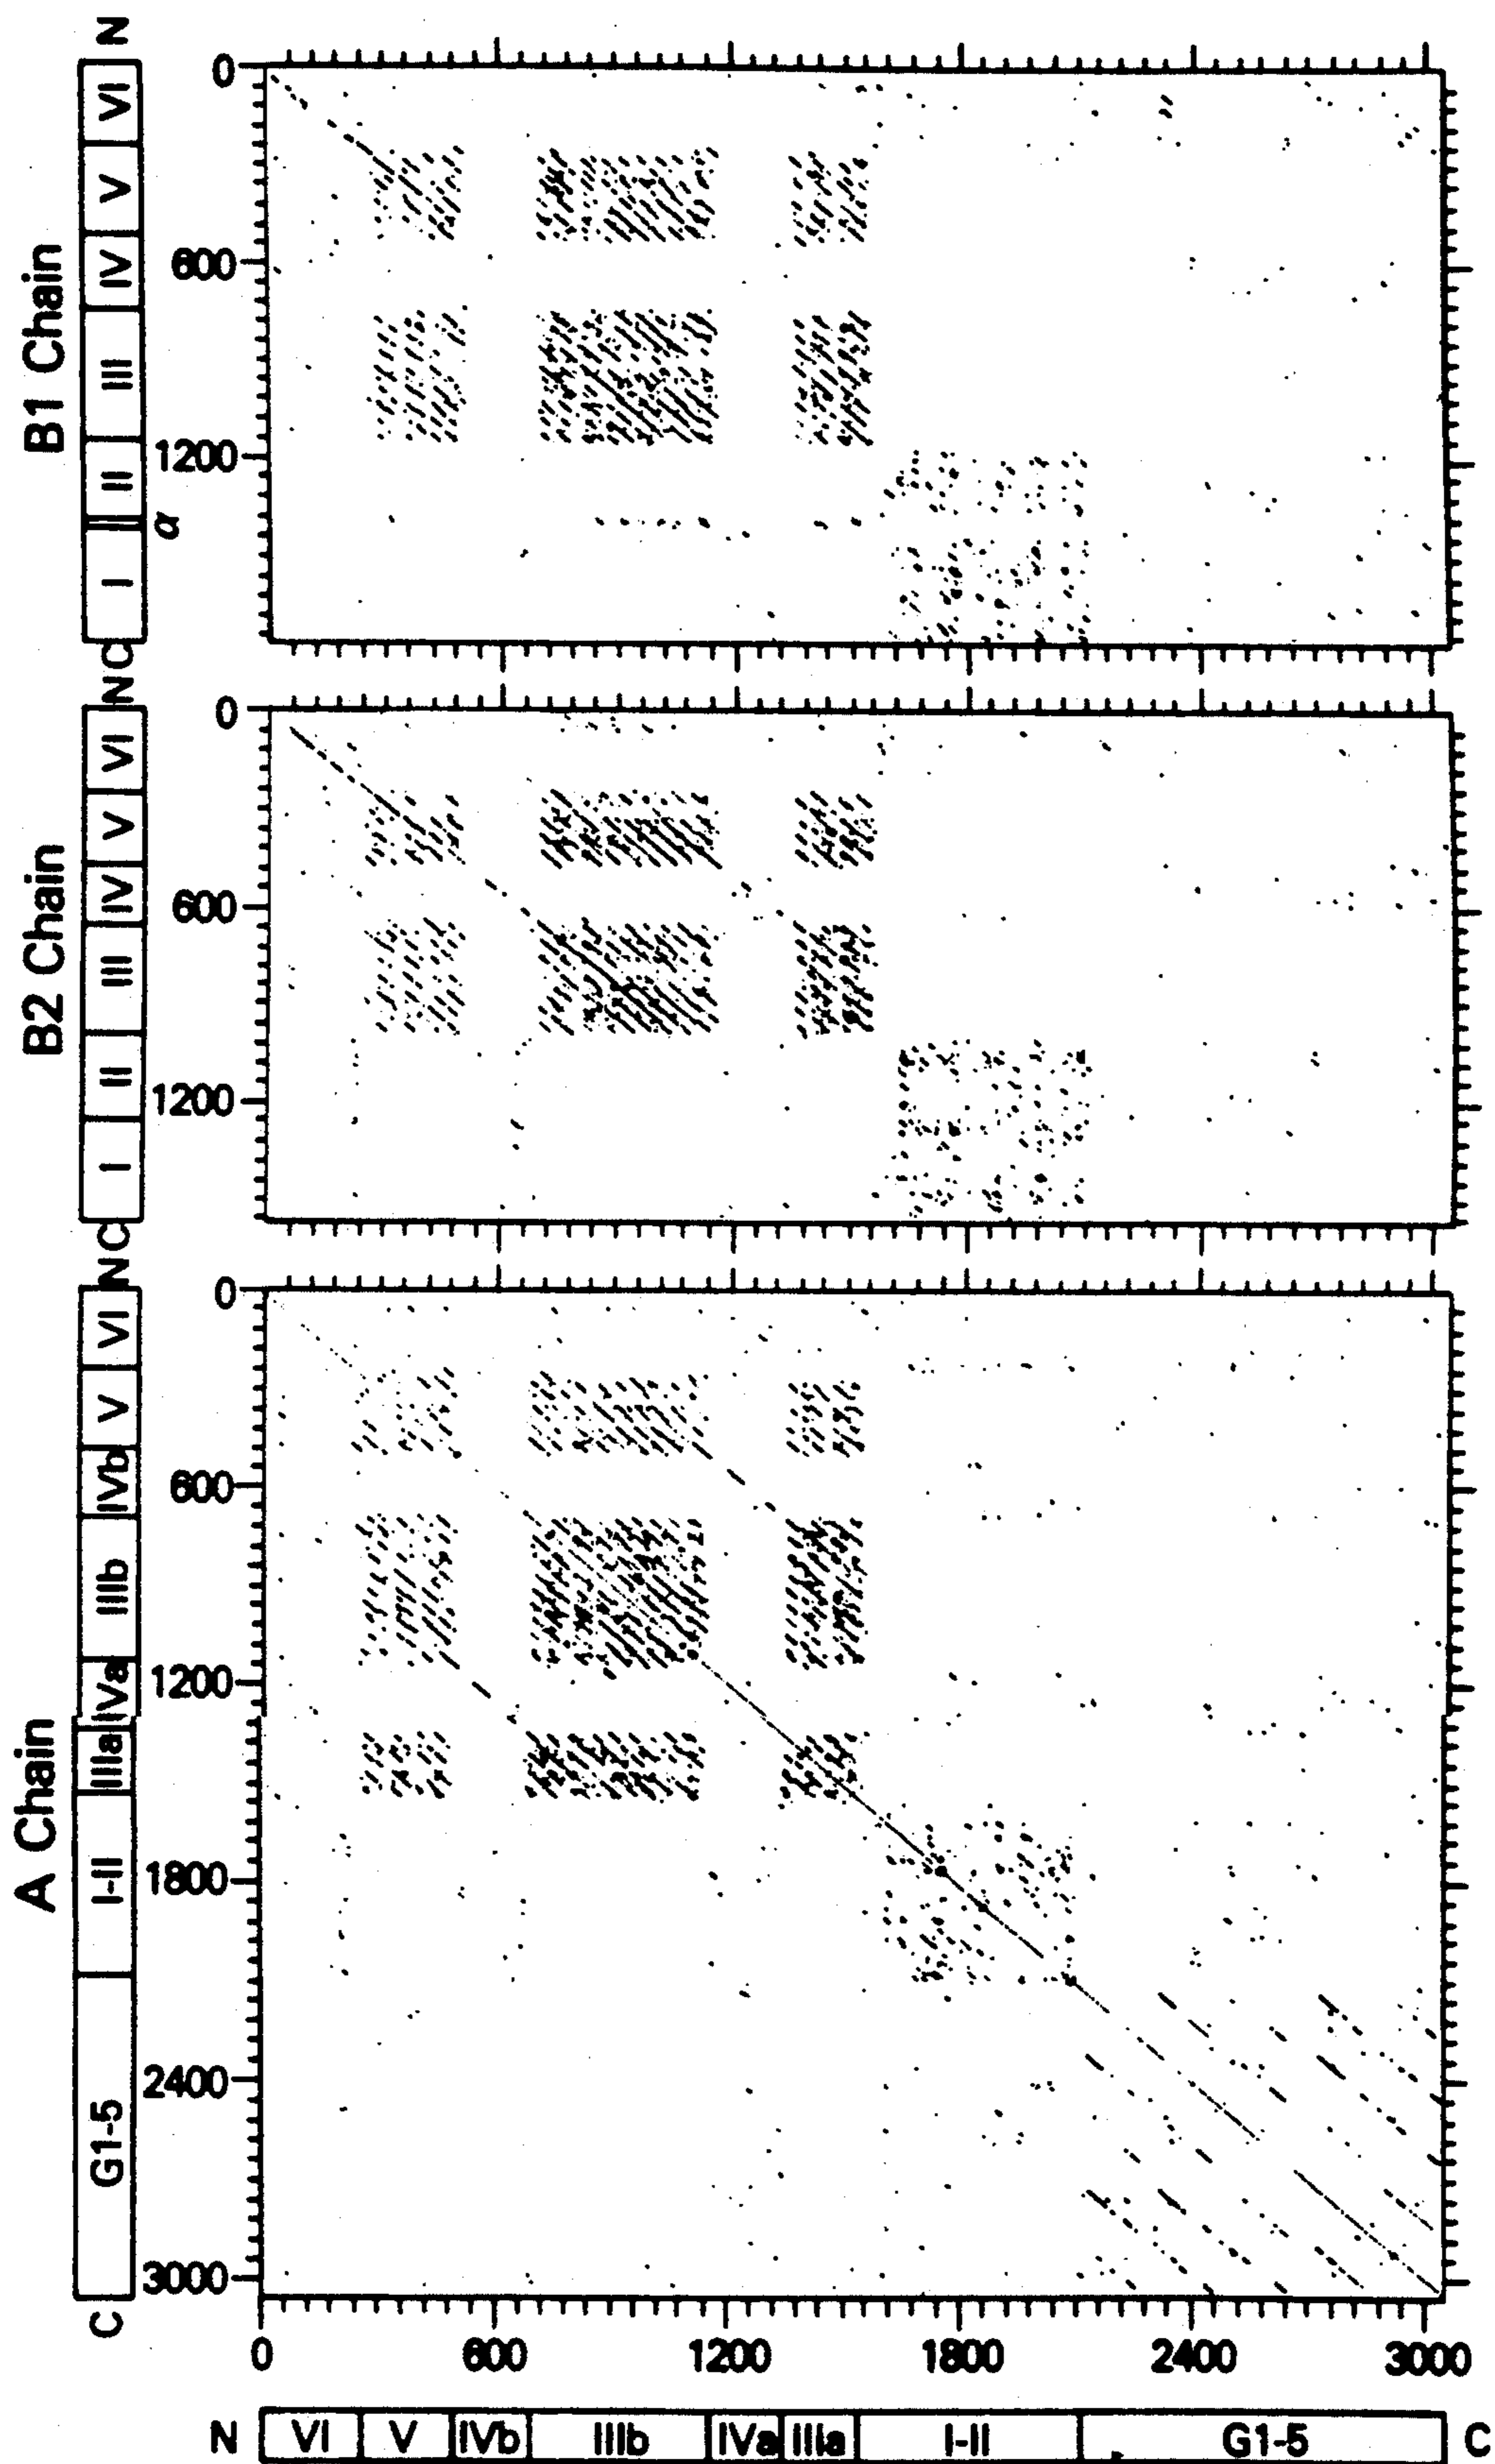 B1 Chain
N
VI
V
IV
III
II
α
I
C
0
600
1200
B2 Chain
N
VI
V
IV
III
II
I
C
0
600
1200
A Chain
N
VI
V
IVb
IIIb
IVa
IIIa
I-II
G1-5
C
0
600
1200
1800
2400
3000
0 600 1200 1800 2400 3000
N VI V IVb IIIb IVa IIIa I-II G1-5 C